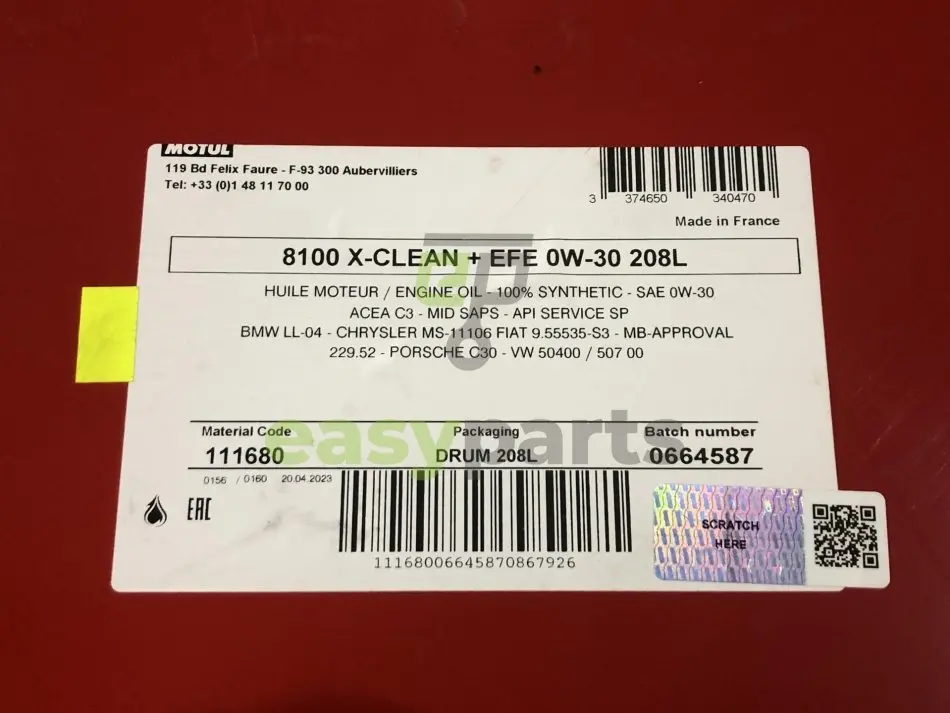 MOTUL
119 Bd Felix Faure - F-93 300 Aubervilliers
Tel: +33 (0)1 48 11 70 00
3 374650 340470
Made in France
8100 X-CLEAN + EFE 0W-30 208L
HUILE MOTEUR / ENGINE OIL - 100% SYNTHETIC - SAE 0W-30
ACEA C3 - MID SAPS - API SERVICE SP
BMW LL-04 - CHRYSLER MS-11106 FIAT 9.55535-S3 - MB-APPROVAL
229.52 - PORSCHE C30 - VW 50400 / 507 00
ep
easyparts
Material Code Packaging Batch number
111680 DRUM 208L 0664587
0156 / 0160 20.04.2023
EAC
11168006645870867926
SCRATCH
HERE